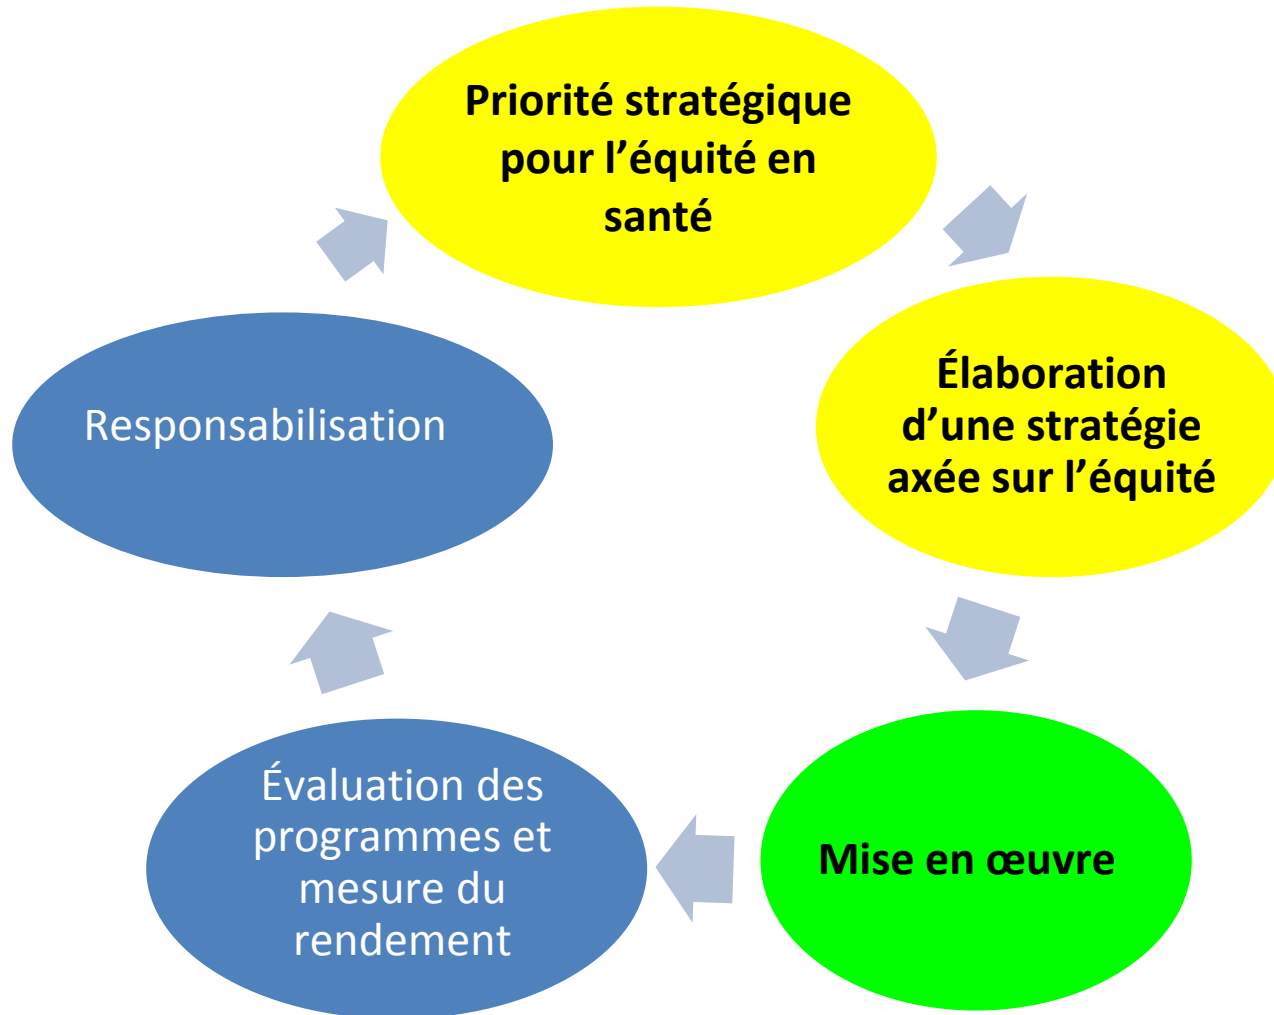 Priorité stratégique
pour l’équité en
santé
Élaboration
d’une stratégie
axée sur l’équité
Mise en œuvre
Évaluation des
programmes et
mesure du
rendement
Responsabilisation